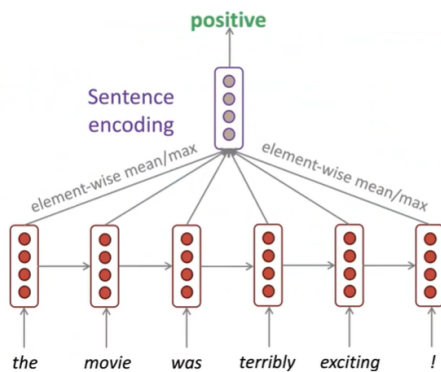 positive
Sentence
encoding
element-wise mean/max
element-wise mean/max
the movie was terribly exciting !